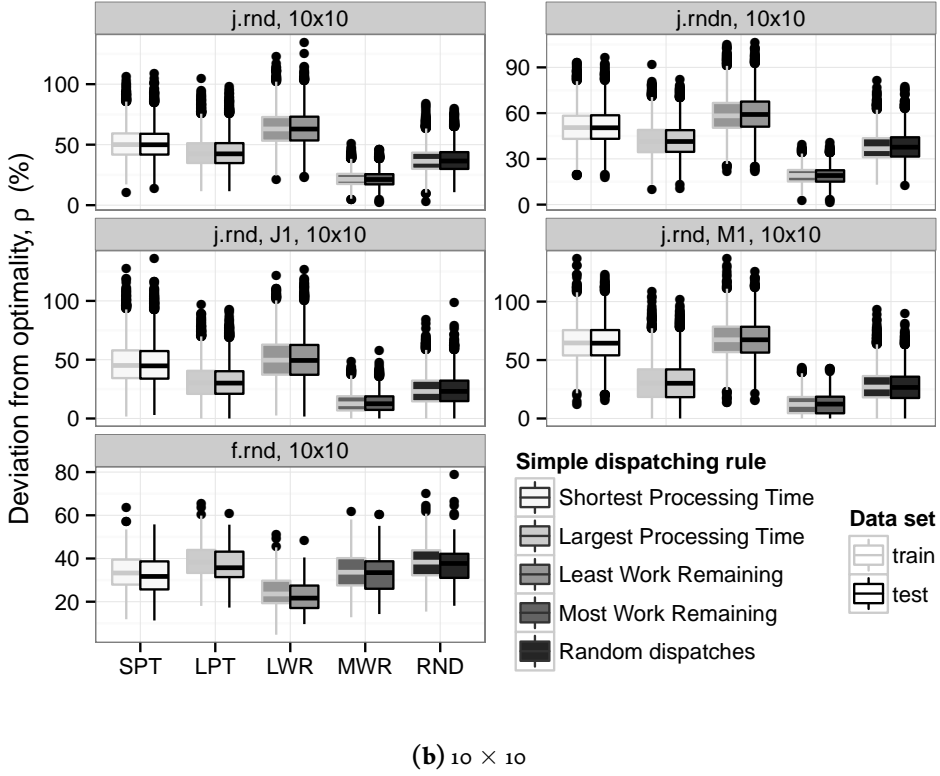 j.rnd, 10x10
j.rndn, 10x10
100
50
0
90
60
30
0
j.rnd, J1, 10x10
j.rnd, M1, 10x10
100
50
0
100
50
0
f.rnd, 10x10
80
60
40
20
Deviation from optimality, ρ (%)
SPT LPT LWR MWR RND
Simple dispatching rule
Shortest Processing Time
Largest Processing Time
Least Work Remaining
Most Work Remaining
Random dispatches
Data set
train
test
(b) 10 × 10